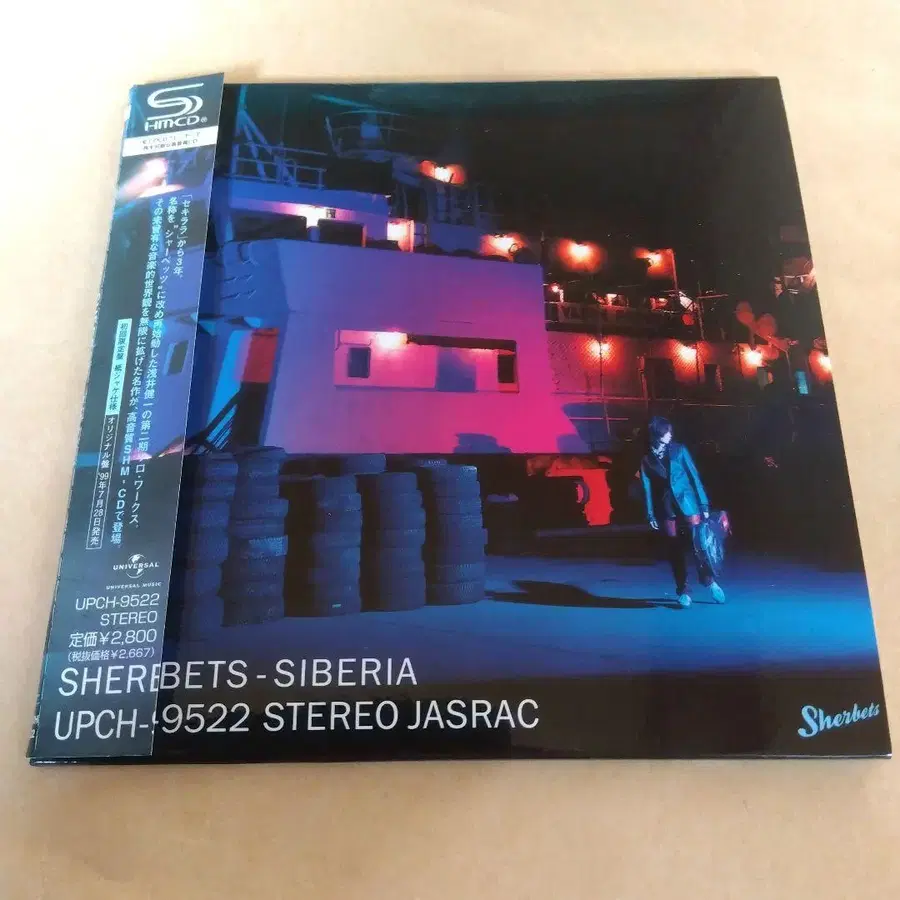 S
HMCD®
「セキララ」から3年、
名称を"シャーベッツ"に改め再始動した浅井健一の第二期ソロ・ワークス。
その未曾有な音楽的世界観を無限に拡げた名作が、高音質SHM-CDで登場。
初回限定盤 紙ジャケ仕様
オリジナル盤 '99年7月28日発売
UNIVERSAL
UNIVERSAL MUSIC
UPCH-9522
STEREO
定価¥2,800
(税抜価格¥2,667)
SHERBETS - SIBERIA
UPCH-9522 STEREO JASRAC
Sherbets